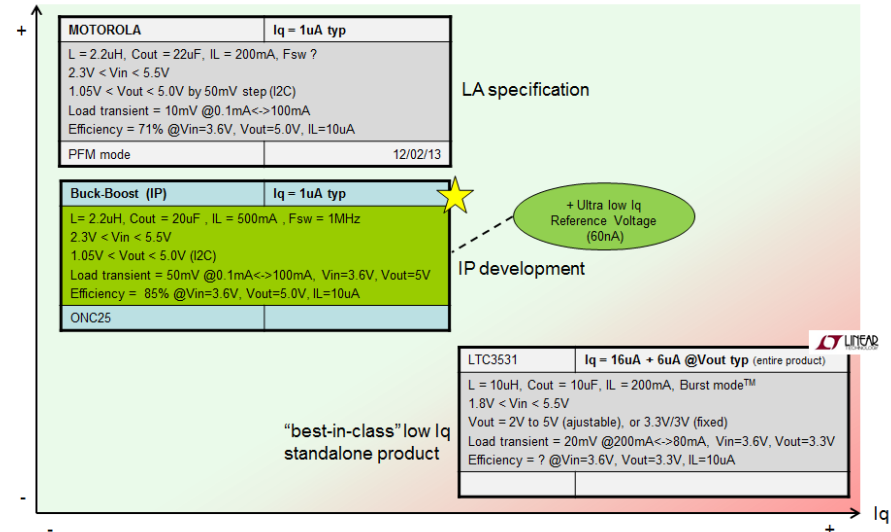 +
MOTOROLA Iq = 1uA typ
L = 2.2uH, Cout = 22uF, IL = 200mA, Fsw ?
2.3V < Vin < 5.5V
1.05V < Vout < 5.0V by 50mV step (I2C)
Load transient = 10mV @0.1mA<->100mA
Efficiency = 71% @Vin=3.6V, Vout=5.0V, IL=10uA
PFM mode 12/02/13
LA specification
Buck-Boost (IP) Iq = 1uA typ
L= 2.2uH, Cout = 20uF , IL = 500mA , Fsw = 1MHz
2.3V < Vin < 5.5V
1.05V < Vout < 5.0V (I2C)
Load transient = 50mV @0.1mA<->100mA, Vin=3.6V, Vout=5V
Efficiency = 85% @Vin=3.6V, Vout=5.0V, IL=10uA
ONC25
+ Ultra low Iq
Reference Voltage
(60nA)
IP development
LINEAR
TECHNOLOGY
LTC3531 Iq = 16uA + 6uA @Vout typ (entire product)
L = 10uH, Cout = 10uF, IL = 200mA, Burst mode™
1.8V < Vin < 5.5V
Vout = 2V to 5V (ajustable), or 3.3V/3V (fixed)
Load transient = 20mV @200mA<->80mA, Vin=3.6V, Vout=3.3V
Efficiency = ? @Vin=3.6V, Vout=3.3V, IL=10uA
"best-in-class" low Iq
standalone product
-
Iq
- +